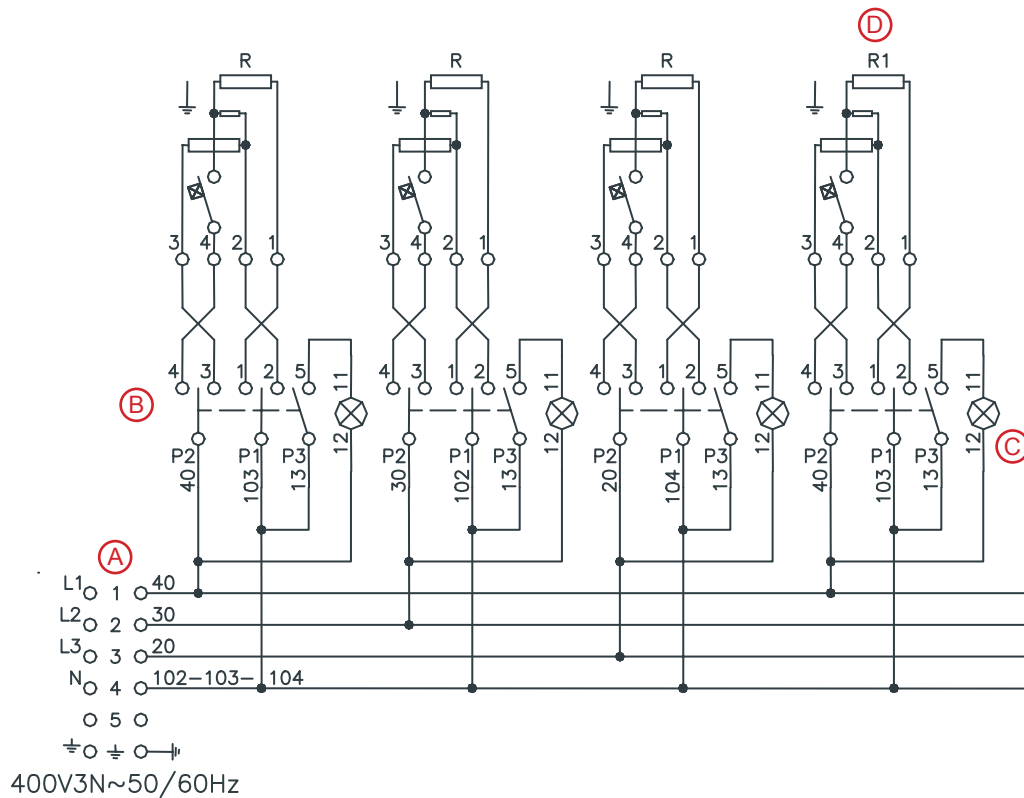 D
R R R R1
3 4 2 1 3 4 2 1 3 4 2 1 3 4 2 1
4 3 1 2 5 11 4 3 1 2 5 11 4 3 1 2 5 11 4 3 1 2 5 11
B
12 12 12 12
C
P2 P1 P3 P2 P1 P3 P2 P1 P3 P2 P1 P3
40 103 13 30 102 13 20 104 13 40 103 13
A
L1 1 40
L2 2 30
L3 3 20
N 4 102-103- 104
5
400V3N~50/60Hz